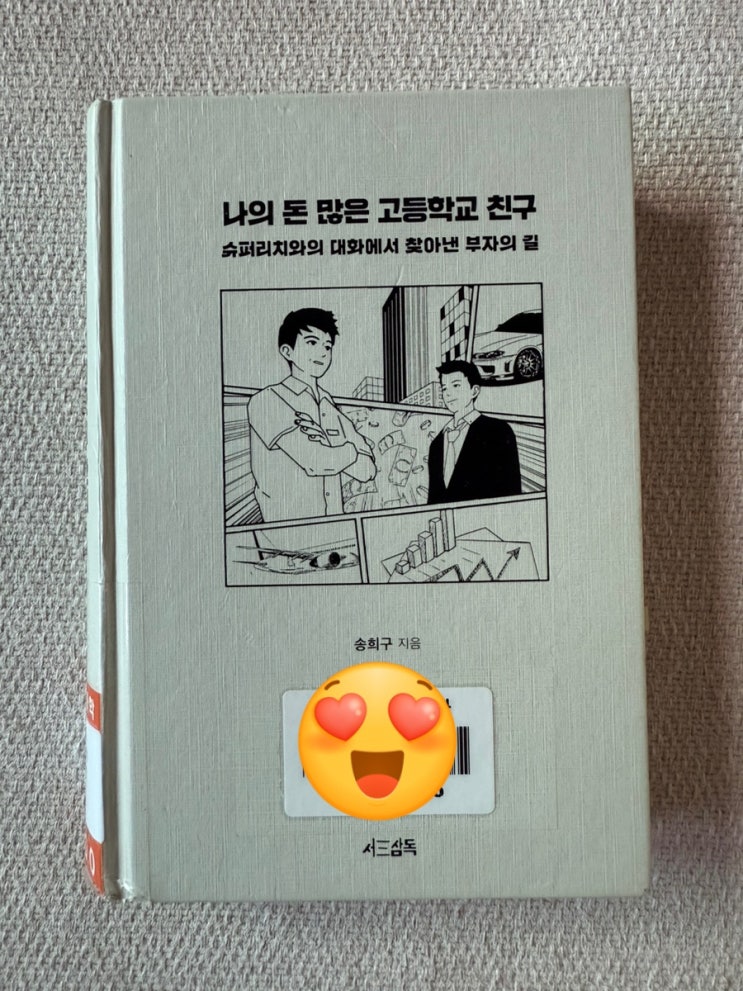 나의 돈 많은 고등학교 친구
슈퍼리치와의 대화에서 찾아낸 부자의 길
송희구 지음
서三삼독